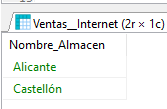 Ventas__Internet (2r × 1c)
Nombre_Almacen
Alicante
Castellón